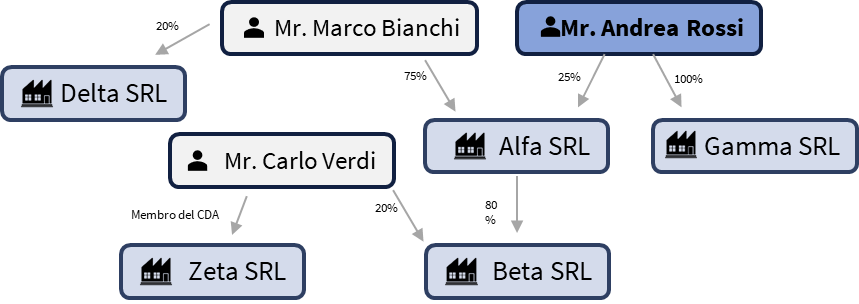 20%
Mr. Marco Bianchi
Mr. Andrea Rossi
Delta SRL
75%
25%
100%
Mr. Carlo Verdi
Alfa SRL
Gamma SRL
Membro del CDA
20%
80
%
Zeta SRL
Beta SRL